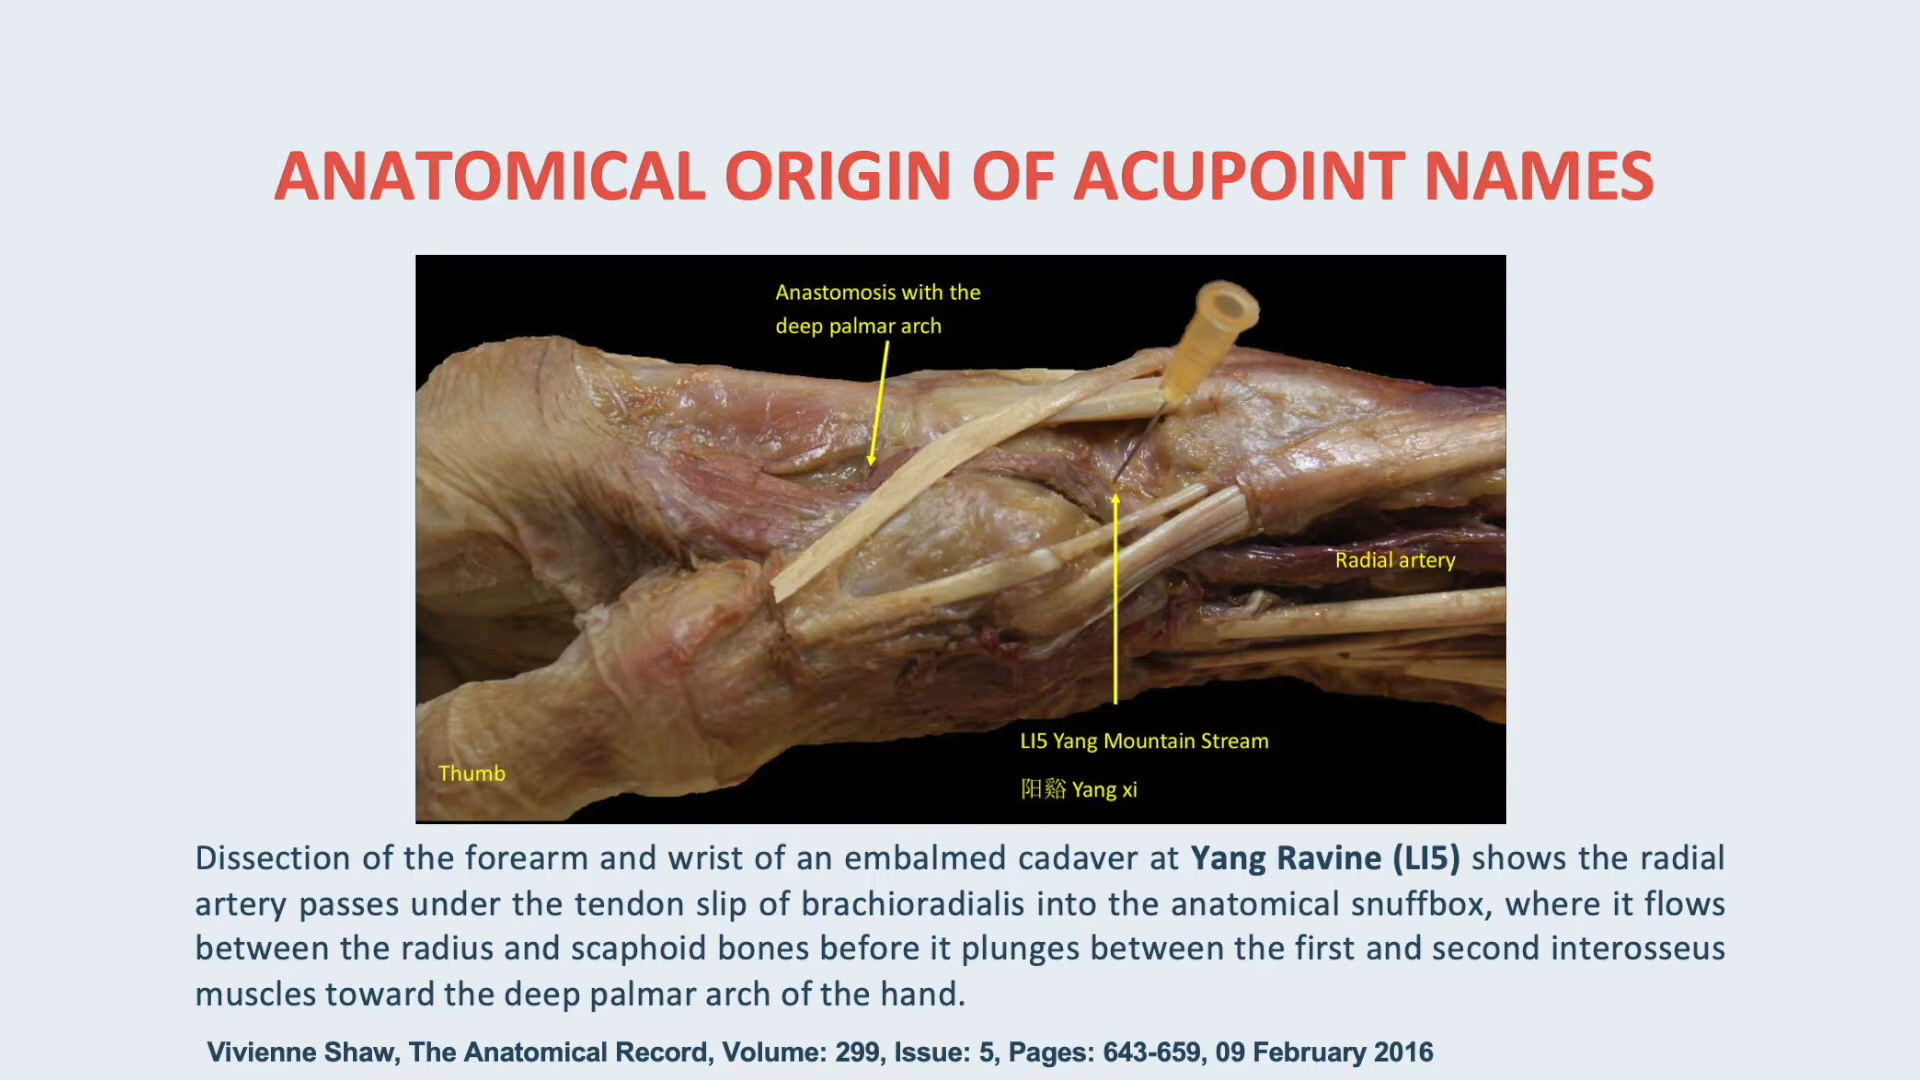 ANATOMICAL ORIGIN OF ACUPOINT NAMES
Anastomosis with the
deep palmar arch
Radial artery
LI5 Yang Mountain Stream
阳谿 Yang xi
Thumb
Dissection of the forearm and wrist of an embalmed cadaver at Yang Ravine (LI5) shows the radial
artery passes under the tendon slip of brachioradialis into the anatomical snuffbox, where it flows
between the radius and scaphoid bones before it plunges between the first and second interosseus
muscles toward the deep palmar arch of the hand.
Vivienne Shaw, The Anatomical Record, Volume: 299, Issue: 5, Pages: 643-659, 09 February 2016